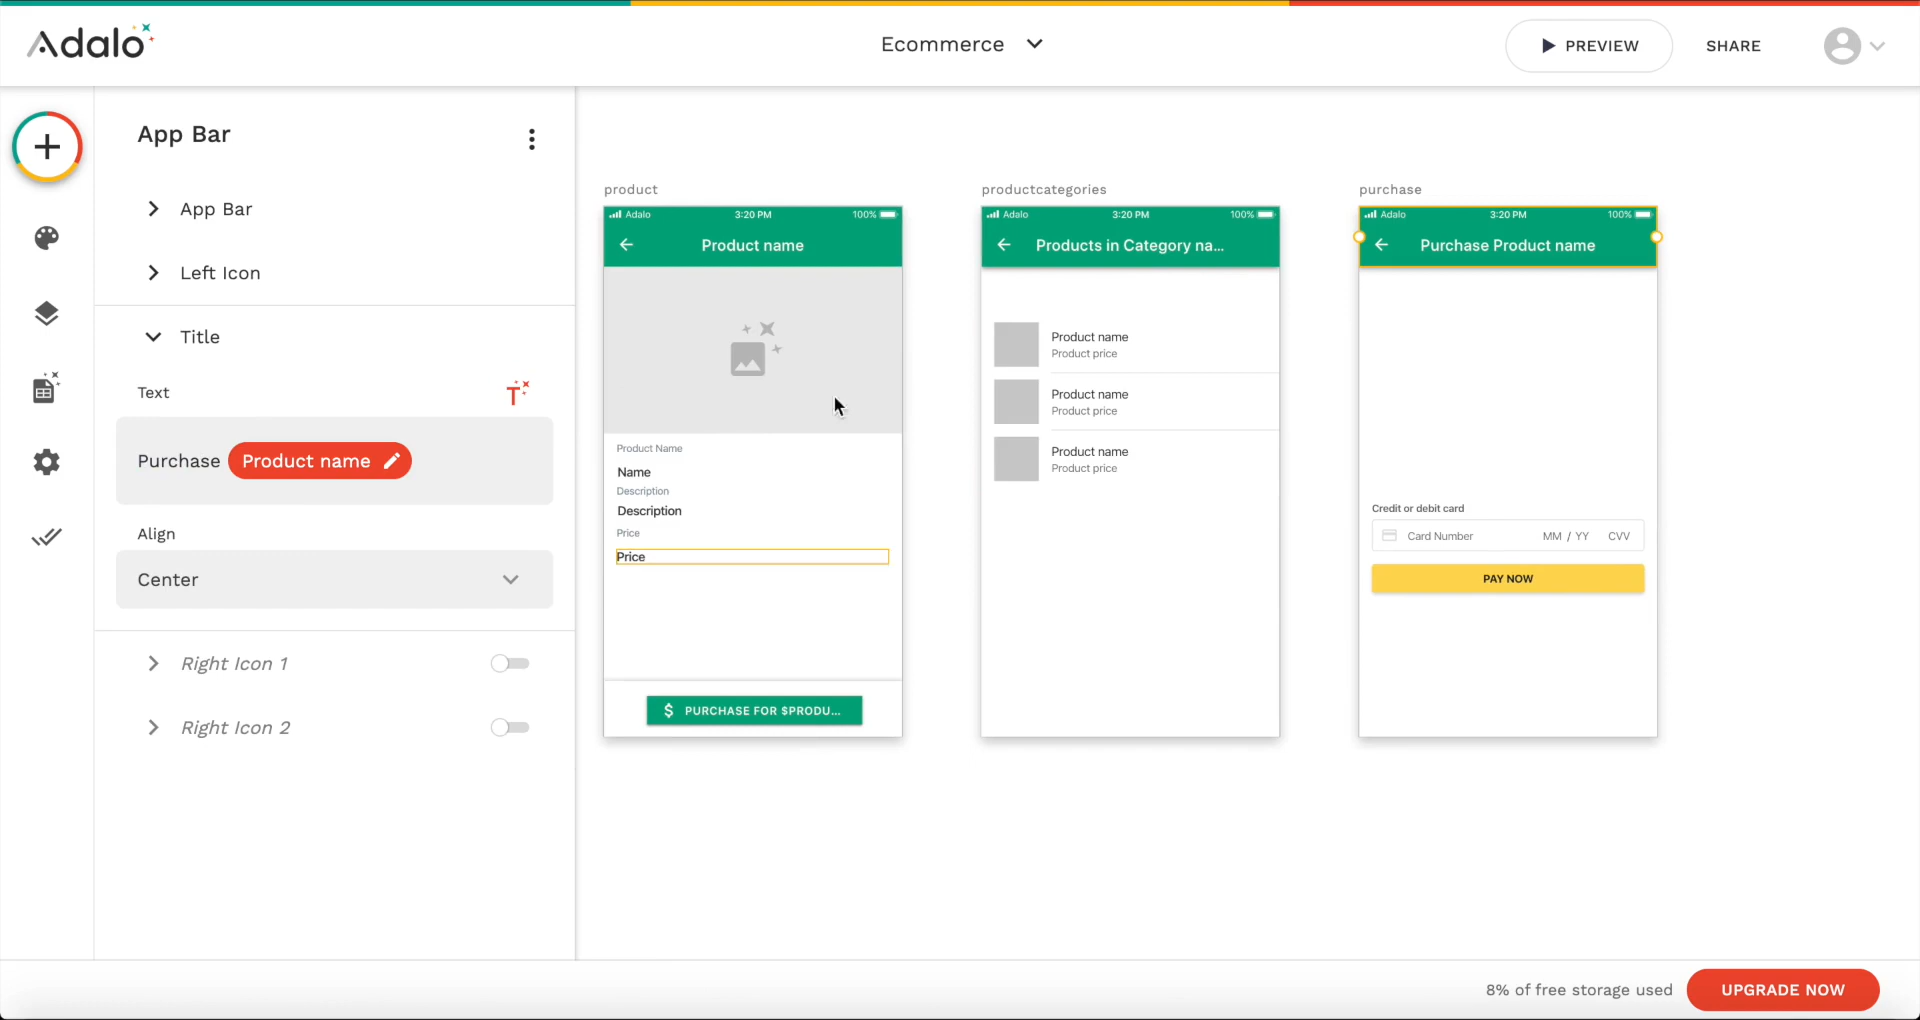 Adalo
Ecommerce
PREVIEW
SHARE
App Bar
App Bar
Left Icon
Title
Text
Purchase Product name
Align
Center
Right Icon 1
Right Icon 2
product
Adalo 3:20 PM 100%
Product name
Product Name
Name
Description
Description
Price
Price
$ PURCHASE FOR $PRODU...
productcategories
Adalo 3:20 PM 100%
Products in Category na...
Product name
Product price
Product name
Product price
Product name
Product price
purchase
Adalo 3:20 PM 100%
Purchase Product name
Credit or debit card
Card Number MM / YY CVV
PAY NOW
8% of free storage used
UPGRADE NOW